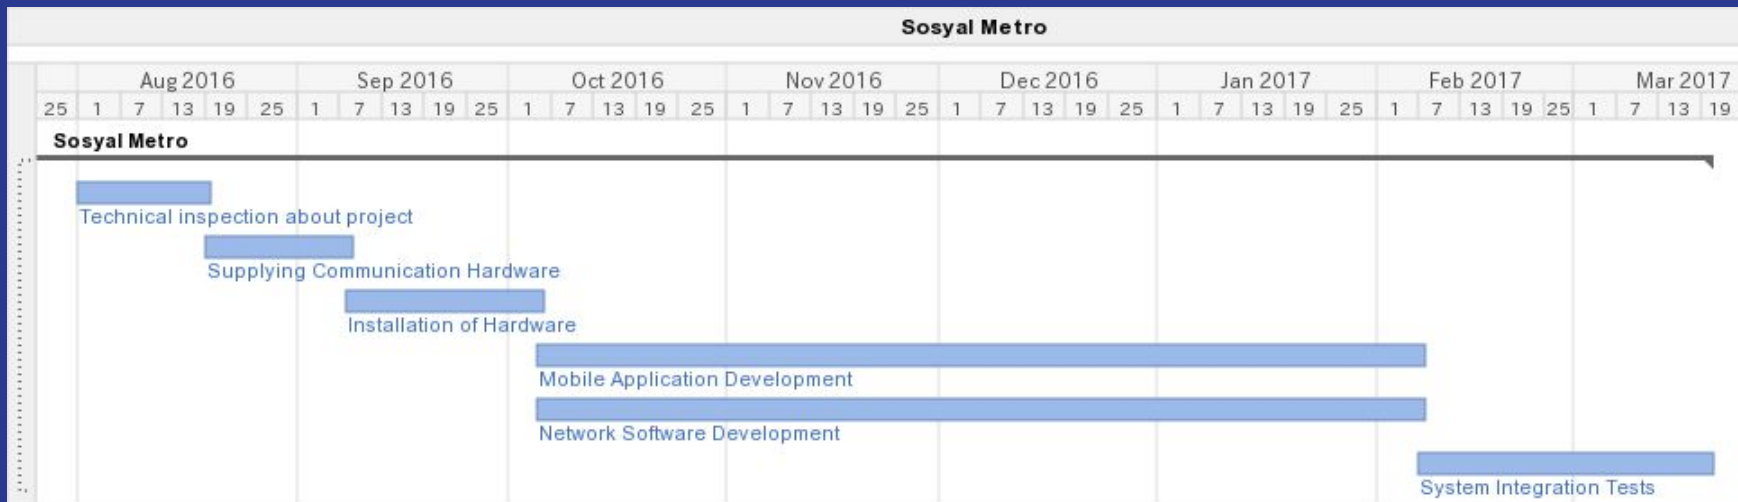 Sosyal Metro
Aug 2016 Sep 2016 Oct 2016 Nov 2016 Dec 2016 Jan 2017 Feb 2017 Mar 2017
25 1 7 13 19 25 1 7 13 19 25 1 7 13 19 25 1 7 13 19 25 1 7 13 19 25 1 7 13 19 25 1 7 13 19 25 1 7 13 19
Sosyal Metro
Technical inspection about project
Supplying Communication Hardware
Installation of Hardware
Mobile Application Development
Network Software Development
System Integration Tests